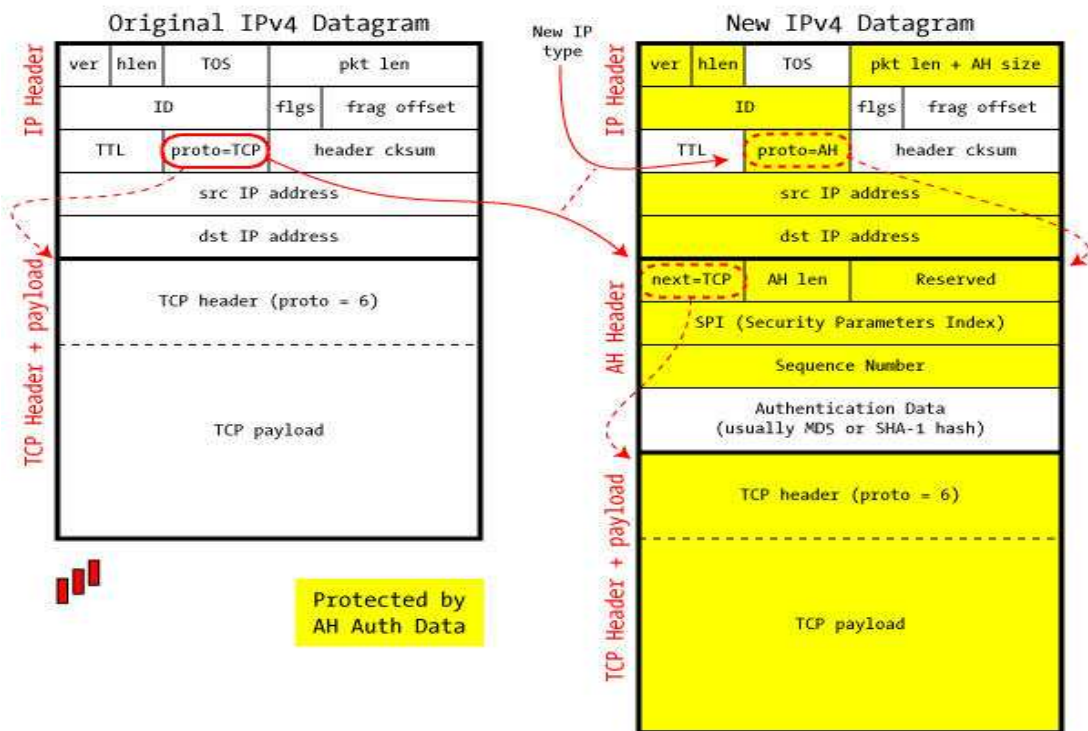 Original IPv4 Datagram
IP Header
ver hlen TOS pkt len
ID flgs frag offset
TTL proto=TCP header cksum
src IP address
dst IP address
TCP Header + payload
TCP header (proto = 6)
TCP payload
Protected by
AH Auth Data
New IP
type
New IPv4 Datagram
IP Header
ver hlen TOS pkt len + AH size
ID flgs frag offset
TTL proto=AH header cksum
src IP address
dst IP address
AH Header
next=TCP AH len Reserved
SPI (Security Parameters Index)
Sequence Number
Authentication Data
(usually MD5 or SHA-1 hash)
TCP Header + payload
TCP header (proto = 6)
TCP payload